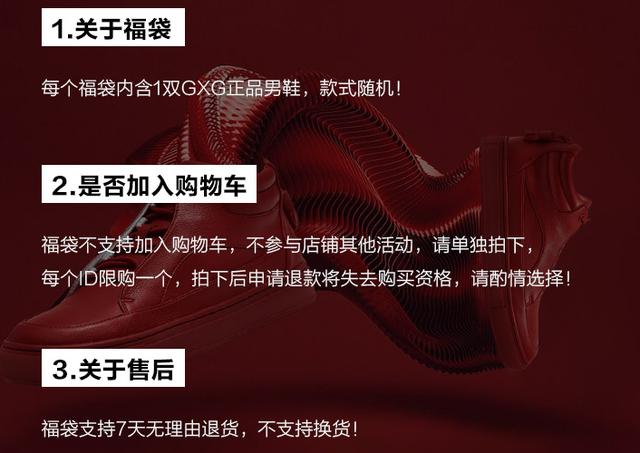 1.关于福袋
每个福袋内含1双GXG正品男鞋，款式随机！
2.是否加入购物车
福袋不支持加入购物车，不参与店铺其他活动，请单独拍下，
每个ID限购一个，拍下后申请退款将失去购买资格，请酌情选择！
3.关于售后
福袋支持7天无理由退货，不支持换货！